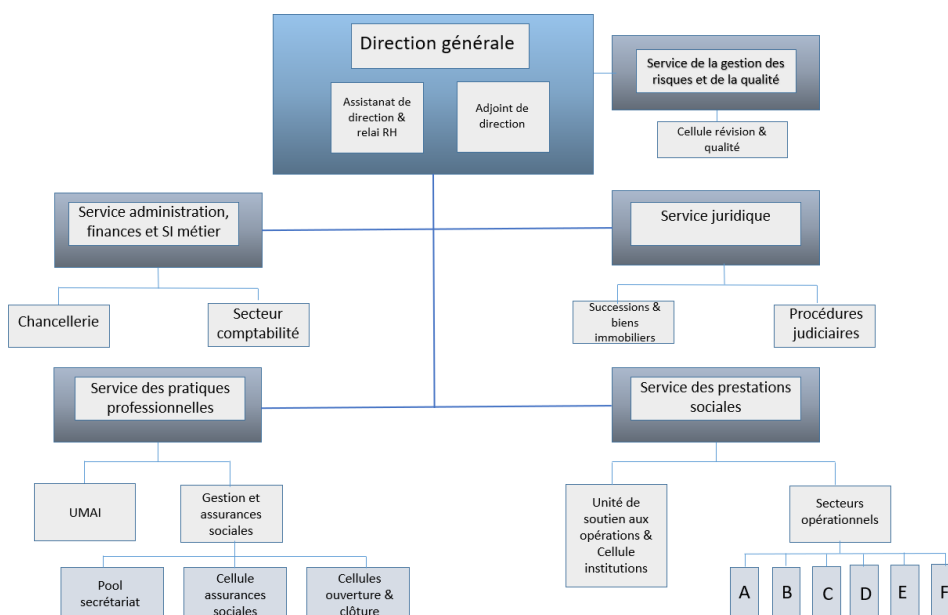 Direction générale
Assistanat de
direction &
relai RH
Adjoint de
direction
Service de la gestion des
risques et de la qualité
Cellule révision &
qualité
Service administration,
finances et SI métier
Chancellerie
Secteur
comptabilité
Service juridique
Successions &
biens
immobiliers
Procédures
judiciaires
Service des pratiques
professionnelles
UMAI
Gestion et
assurances
sociales
Pool
secrétariat
Cellule
assurances
sociales
Cellules
ouverture &
clôture
Service des prestations
sociales
Unité de
soutien aux
opérations &
Cellule
institutions
Secteurs
opérationnels
A
B
C
D
E
F